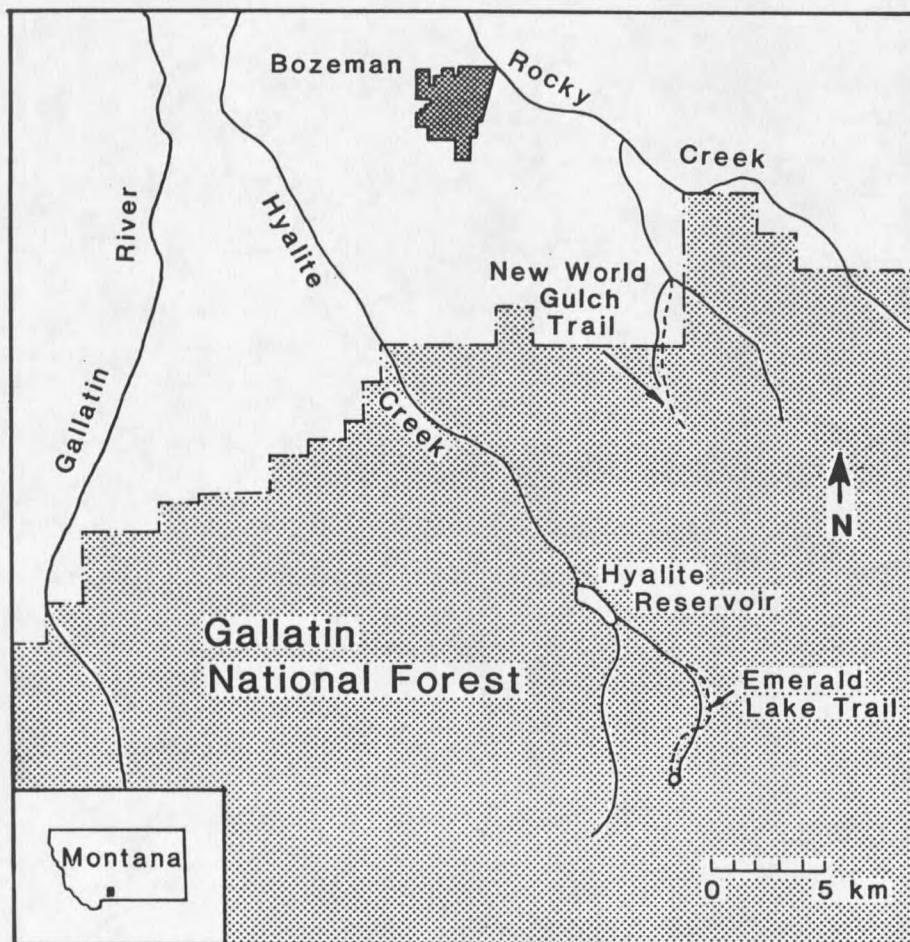 Bozeman
Rocky
Creek
Gallatin
River
Hyalite
Creek
New World
Gulch
Trail
N
Hyalite
Reservoir
Gallatin
National Forest
Emerald
Lake Trail
Montana
0 5 km